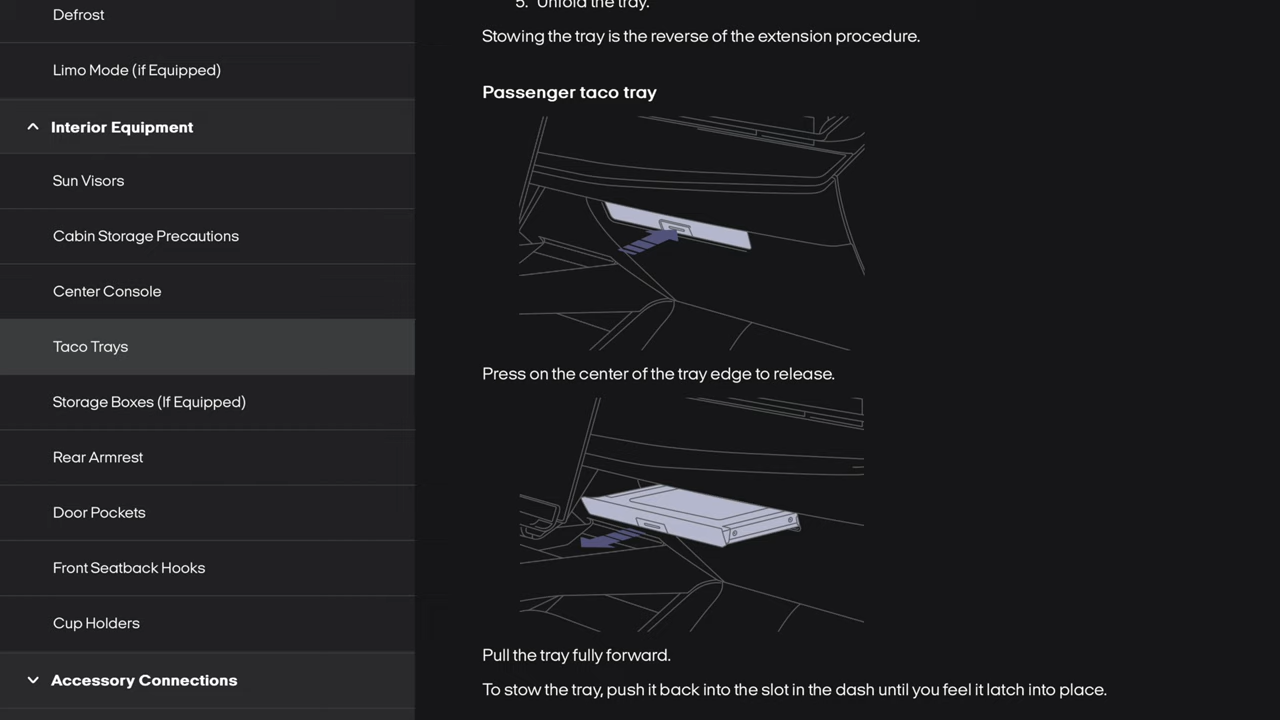 Defrost
Limo Mode (if Equipped)
Interior Equipment
Sun Visors
Cabin Storage Precautions
Center Console
Taco Trays
Storage Boxes (If Equipped)
Rear Armrest
Door Pockets
Front Seatback Hooks
Cup Holders
Accessory Connections
5. Unfold the tray.
Stowing the tray is the reverse of the extension procedure.
Passenger taco tray
Press on the center of the tray edge to release.
Pull the tray fully forward.
To stow the tray, push it back into the slot in the dash until you feel it latch into place.